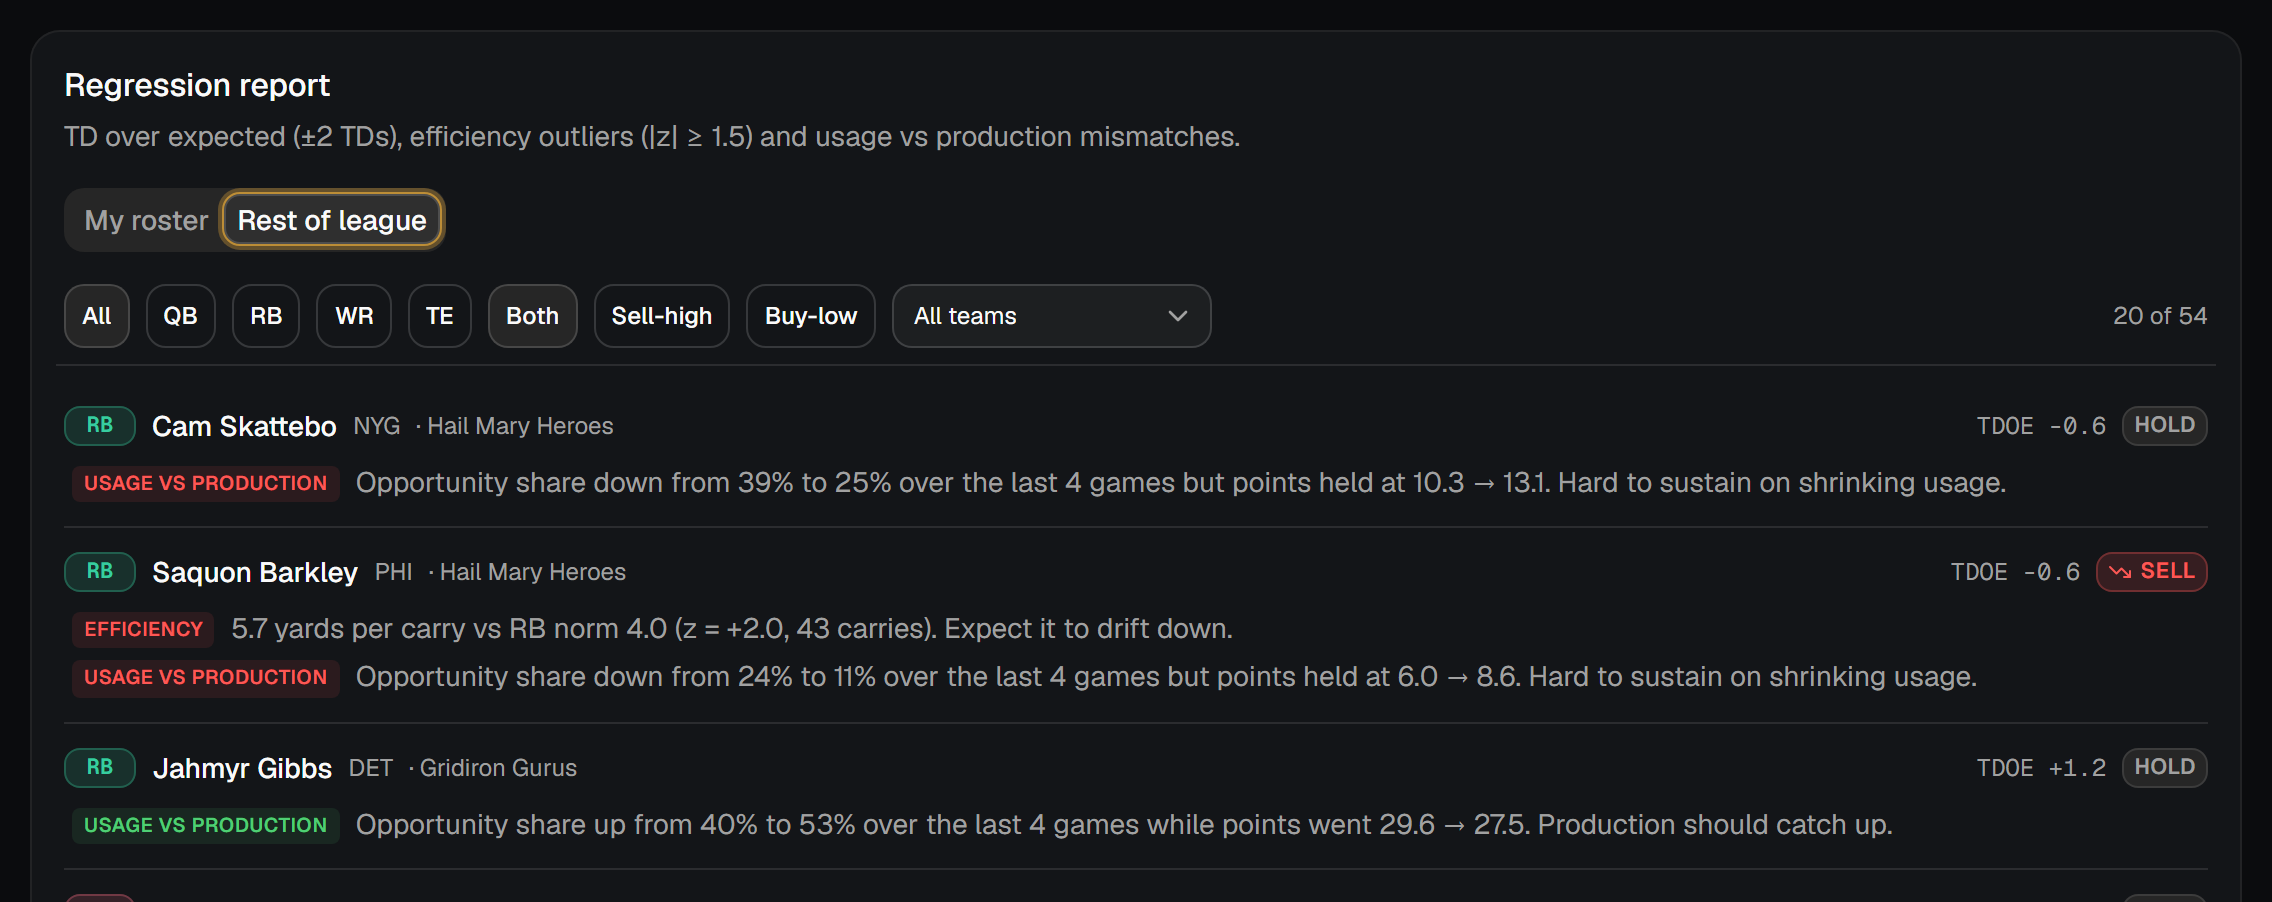 Regression report
TD over expected (±2 TDs), efficiency outliers (|z| ≥ 1.5) and usage vs production mismatches.
My roster Rest of league
All QB RB WR TE Both Sell-high Buy-low All teams 20 of 54
RB Cam Skattebo NYG · Hail Mary Heroes TDOE -0.6 HOLD
USAGE VS PRODUCTION Opportunity share down from 39% to 25% over the last 4 games but points held at 10.3 → 13.1. Hard to sustain on shrinking usage.
RB Saquon Barkley PHI · Hail Mary Heroes TDOE -0.6 SELL
EFFICIENCY 5.7 yards per carry vs RB norm 4.0 (z = +2.0, 43 carries). Expect it to drift down.
USAGE VS PRODUCTION Opportunity share down from 24% to 11% over the last 4 games but points held at 6.0 → 8.6. Hard to sustain on shrinking usage.
RB Jahmyr Gibbs DET · Gridiron Gurus TDOE +1.2 HOLD
USAGE VS PRODUCTION Opportunity share up from 40% to 53% over the last 4 games while points went 29.6 → 27.5. Production should catch up.